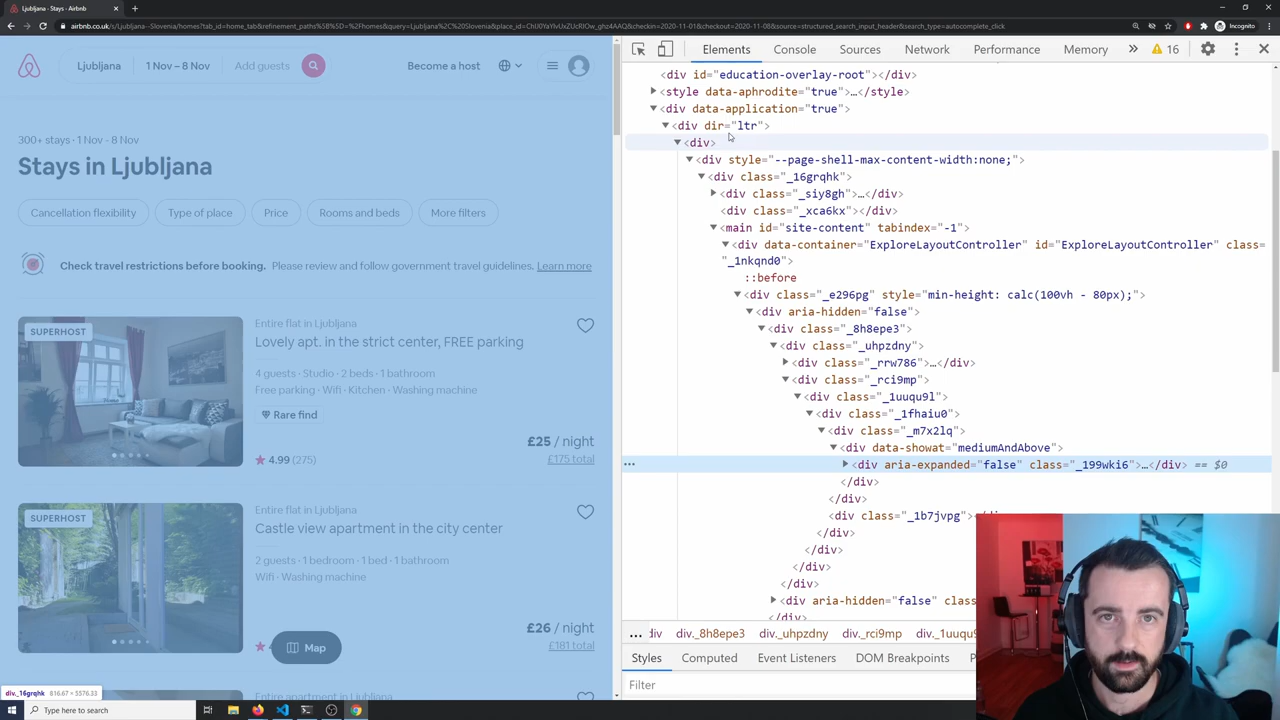 Ljubljana · Stays - Airbnb
airbnb.co.uk/s/Ljubljana--Slovenia/homes?tab_id=home_tab&refinement_paths%5B%5D=%2Fhomes&query=Ljubljana%2C%20Slovenia&place_id=
&checkin=2020-11-01&checkout=2020-11-08&source=structured_search_input_header&search_type=autocomplete_click
Incognito
Ljubljana
1 Nov – 8 Nov
Add guests
Become a host
300+ stays · 1 Nov - 8 Nov
Stays in Ljubljana
Cancellation flexibility
Type of place
Price
Rooms and beds
More filters
Check travel restrictions before booking. Please review and follow government travel guidelines. Learn more
SUPERHOST
Entire flat in Ljubljana
Lovely apt. in the strict center, FREE parking
4 guests · Studio · 2 beds · 1 bathroom
Free parking · Wifi · Kitchen · Washing machine
Rare find
£25 / night
4.99 (275)
£175 total
SUPERHOST
Entire flat in Ljubljana
Castle view apartment in the city center
2 guests · 1 bedroom · 1 bed · 1 bathroom
Wifi · Washing machine
£26 / night
£181 total
Map
Entire apartment in Ljubljana
div._16grqhk 816.67 × 5576.33
Type here to search
Elements
Console
Sources
Network
Performance
Memory
16
<div id="education-overlay-root"></div>
<style data-aphrodite="true">…</style>
<div data-application="true">
<div dir="ltr">
<div>
<div style="--page-shell-max-content-width:none;">
<div class="_16grqhk">
<div class="_siy8gh">…</div>
<div class="_xca6kx"></div>
<main id="site-content" tabindex="-1">
<div data-container="ExploreLayoutController" id="ExploreLayoutController" class=
"_1nkqnd0">
::before
<div class="_e296pg" style="min-height: calc(100vh - 80px);">
<div aria-hidden="false">
<div class="_8h8epe3">
<div class="_uhpzdny">
<div class="_rrw786">…</div>
<div class="_rci9mp">
<div class="_1uuqu9l">
<div class="_1fhaiu0">
<div class="_m7x2lq">
<div data-showat="mediumAndAbove">
<div aria-expanded="false" class="_199wki6">…</div> == $0
</div>
</div>
<div class="_1b7jvpg">
</div>
</div>
</div>
</div>
<div aria-hidden="false" class
</div>
… div div._8h8epe3 div._uhpzdny div._rci9mp div._1uuqu9
Styles
Computed
Event Listeners
DOM Breakpoints
Filter